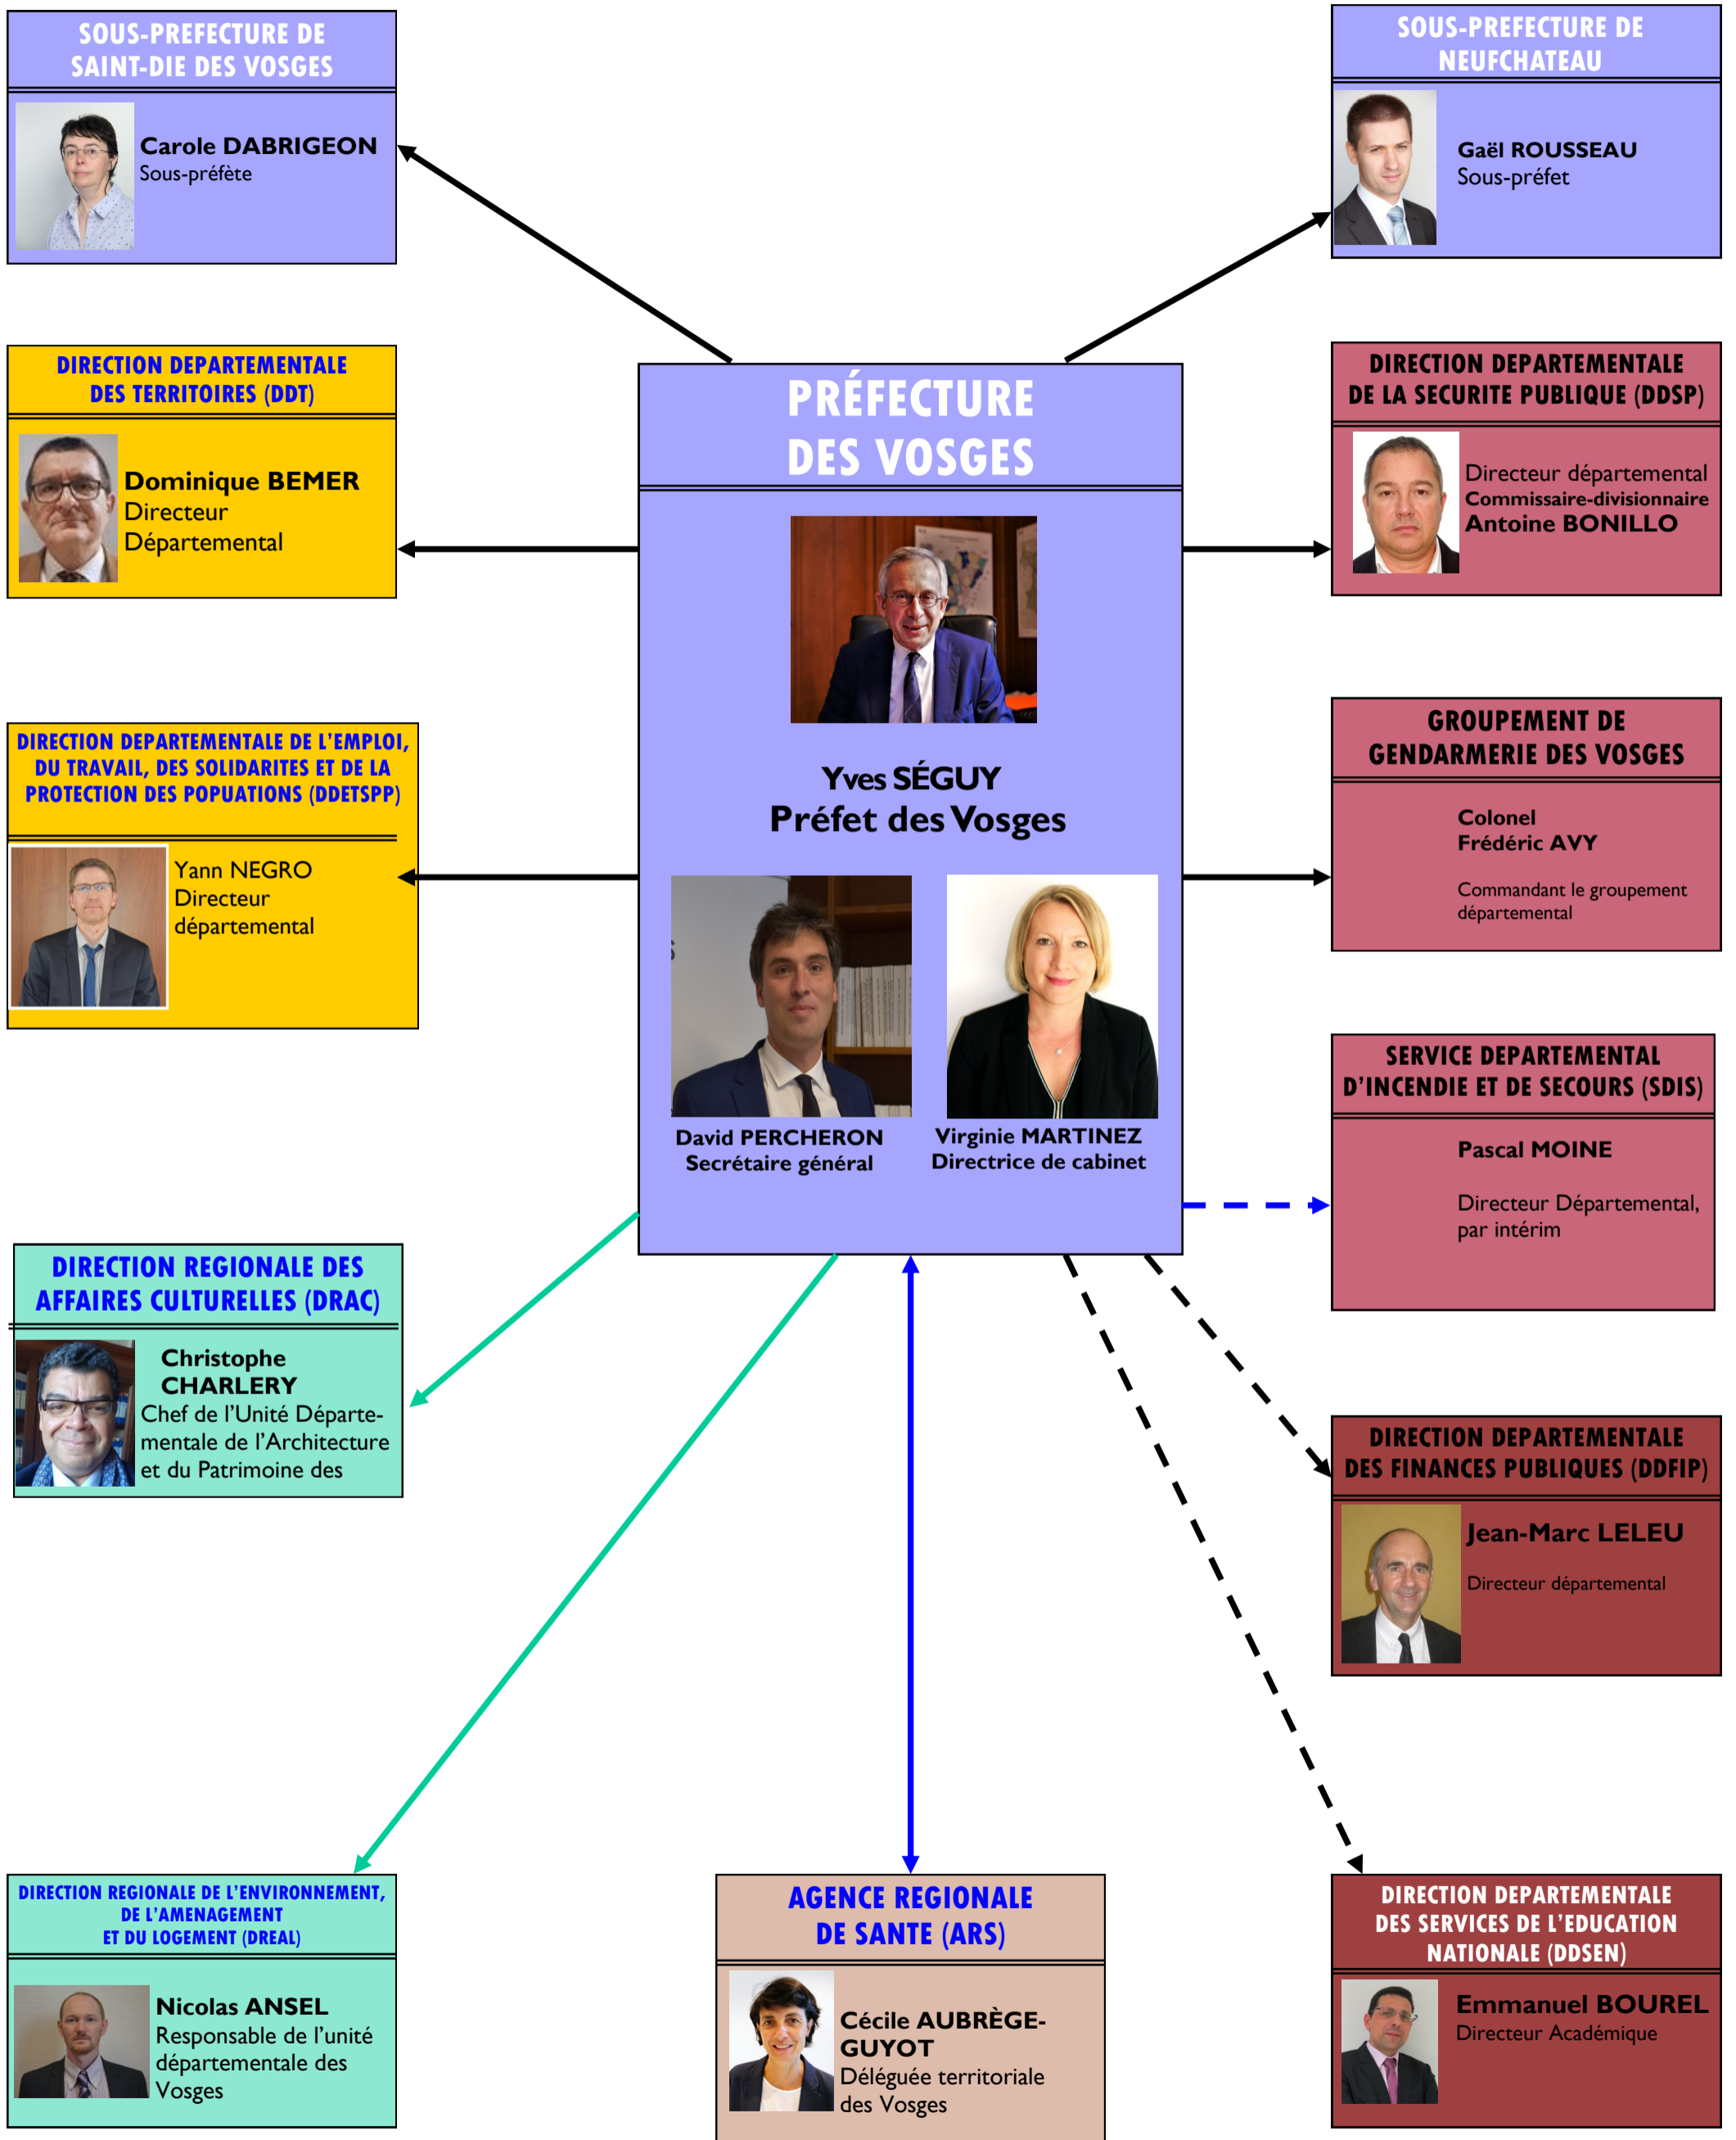 SOUS-PREFECTURE DE
SAINT-DIE DES VOSGES
Carole DABRIGEON
Sous-préfète
SOUS-PREFECTURE DE
NEUFCHATEAU
Gaël ROUSSEAU
Sous-préfet
DIRECTION DEPARTEMENTALE
DES TERRITOIRES (DDT)
Dominique BEMER
Directeur
Départemental
PRÉFECTURE
DES VOSGES
Yves SÉGUY
Préfet des Vosges
David PERCHERON
Secrétaire général
Virginie MARTINEZ
Directrice de cabinet
DIRECTION DEPARTEMENTALE
DE LA SECURITE PUBLIQUE (DDSP)
Directeur départemental
Commissaire-divisionnaire
Antoine BONILLO
DIRECTION DEPARTEMENTALE DE L'EMPLOI,
DU TRAVAIL, DES SOLIDARITES ET DE LA
PROTECTION DES POPUATIONS (DDETSPP)
Yann NEGRO
Directeur
départemental
GROUPEMENT DE
GENDARMERIE DES VOSGES
Colonel
Frédéric AVY
Commandant le groupement
départemental
SERVICE DEPARTEMENTAL
D'INCENDIE ET DE SECOURS (SDIS)
Pascal MOINE
Directeur Départemental,
par intérim
DIRECTION REGIONALE DES
AFFAIRES CULTURELLES (DRAC)
Christophe
CHARLERY
Chef de l'Unité Départe-
mentale de l'Architecture
et du Patrimoine des
DIRECTION DEPARTEMENTALE
DES FINANCES PUBLIQUES (DDFIP)
Jean-Marc LELEU
Directeur départemental
DIRECTION REGIONALE DE L'ENVIRONNEMENT,
DE L'AMENAGEMENT
ET DU LOGEMENT (DREAL)
Nicolas ANSEL
Responsable de l'unité
départementale des
Vosges
AGENCE REGIONALE
DE SANTE (ARS)
Cécile AUBRÈGE-
GUYOT
Déléguée territoriale
des Vosges
DIRECTION DEPARTEMENTALE
DES SERVICES DE L'EDUCATION
NATIONALE (DDSEN)
Emmanuel BOUREL
Directeur Académique